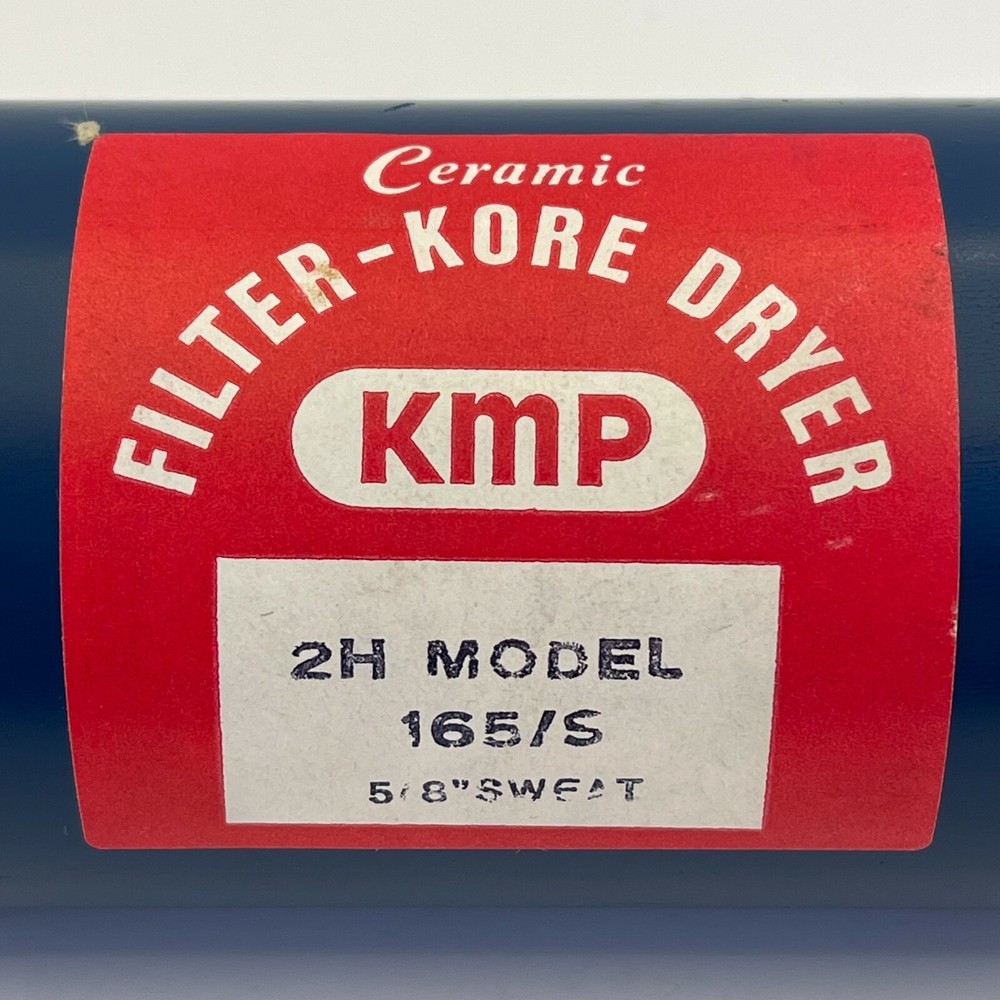 Ceramic
FILTER-KORE DRYER
KMP
2H MODEL
165/S
5/8"SWEAT